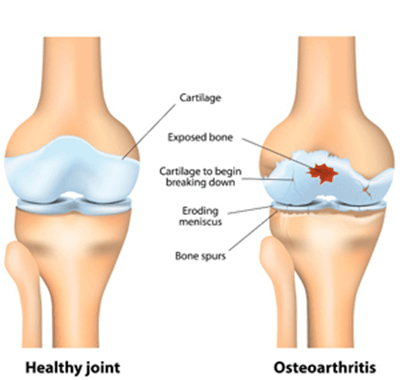 Cartilage
Exposed bone
Cartilage to begin
breaking down
Eroding
meniscus
Bone spurs
Healthy joint
Osteoarthritis